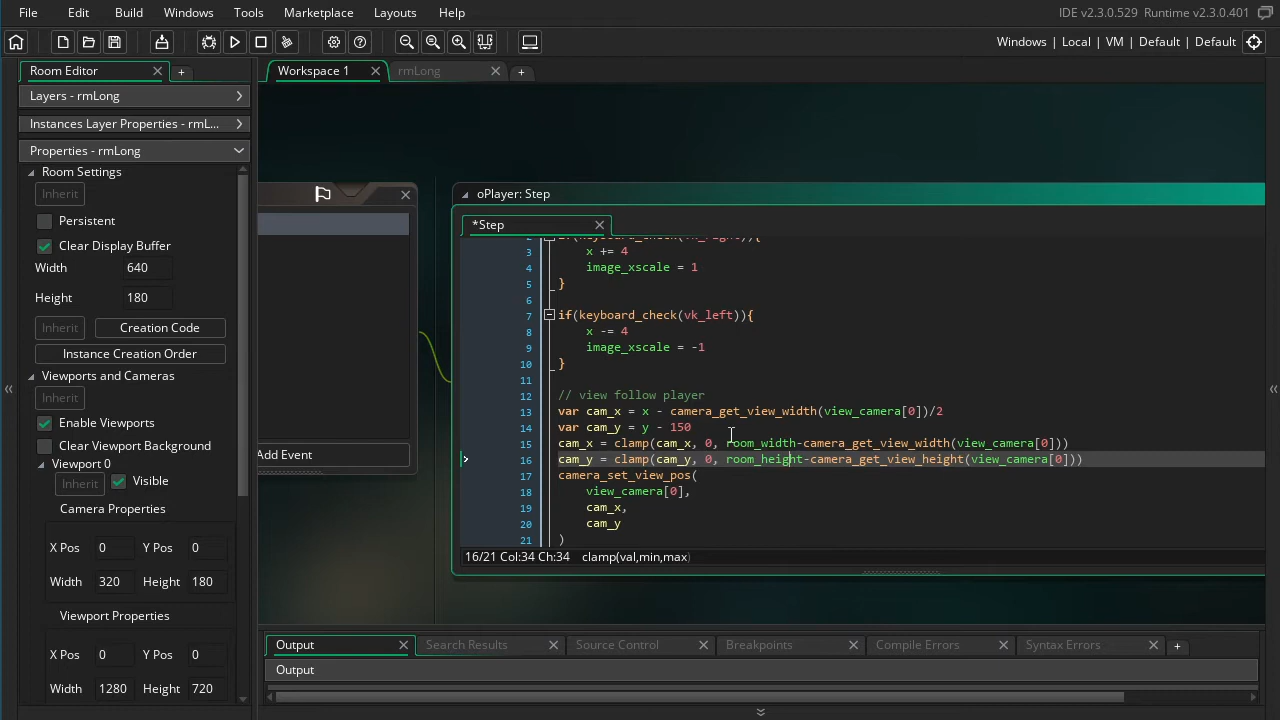 File Edit Build Windows Tools Marketplace Layouts Help IDE v2.3.0.529 Runtime v2.3.0.401
Windows | Local | VM | Default | Default
Room Editor
Workspace 1
rmLong
Layers - rmLong
Instances Layer Properties - rmL...
Properties - rmLong
Room Settings
Inherit
Persistent
Clear Display Buffer
Width 640
Height 180
Inherit Creation Code
Instance Creation Order
Viewports and Cameras
Inherit
Enable Viewports
Clear Viewport Background
Viewport 0
Inherit Visible
Camera Properties
X Pos 0 Y Pos 0
Width 320 Height 180
Viewport Properties
X Pos 0 Y Pos 0
Width 1280 Height 720
Add Event
oPlayer: Step
*Step
2 if(keyboard_check(vk_right)){
3 x += 4
4 image_xscale = 1
5 }
6
7 if(keyboard_check(vk_left)){
8 x -= 4
9 image_xscale = -1
10 }
11
12 // view follow player
13 var cam_x = x - camera_get_view_width(view_camera[0])/2
14 var cam_y = y - 150
15 cam_x = clamp(cam_x, 0, room_width-camera_get_view_width(view_camera[0]))
16 cam_y = clamp(cam_y, 0, room_height-camera_get_view_height(view_camera[0]))
17 camera_set_view_pos(
18 view_camera[0],
19 cam_x,
20 cam_y
21 )
16/21 Col:34 Ch:34 clamp(val,min,max)
Output Search Results Source Control Breakpoints Compile Errors Syntax Errors
Output